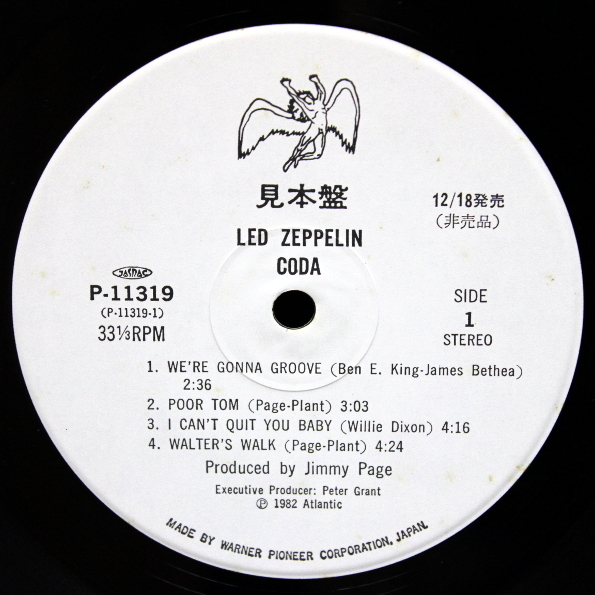 見本盤
12/18発売
(非売品)
LED ZEPPELIN
CODA
JASRAC
P-11319
(P-11319-1)
33⅓RPM
SIDE
1
STEREO
1. WE'RE GONNA GROOVE (Ben E. King-James Bethea)
2:36
2. POOR TOM (Page-Plant) 3:03
3. I CAN'T QUIT YOU BABY (Willie Dixon) 4:16
4. WALTER'S WALK (Page-Plant) 4:24
Produced by Jimmy Page
Executive Producer: Peter Grant
℗ 1982 Atlantic
MADE BY WARNER PIONEER CORPORATION, JAPAN.